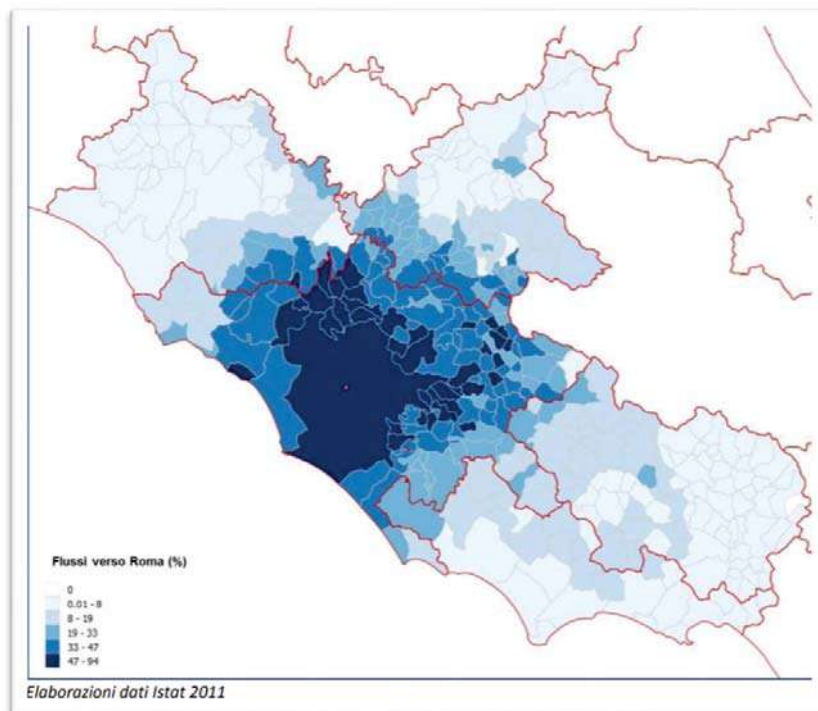 Flussi verso Roma (%)
0
0.01 - 8
8 - 19
19 - 33
33 - 47
47 - 94
Elaborazioni dati Istat 2011